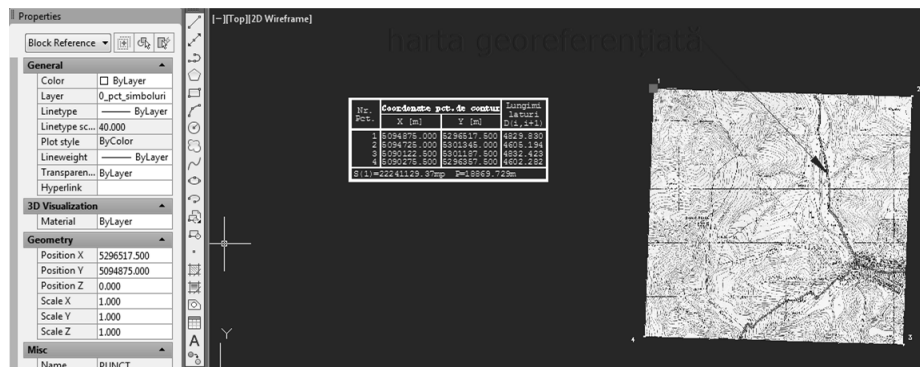 Properties
Block Reference
General
Color ByLayer
Layer 0_pct_simboluri
Linetype ByLayer
Linetype sc... 40.000
Plot style ByColor
Lineweight ByLayer
Transparen... ByLayer
Hyperlink
3D Visualization
Material ByLayer
Geometry
Position X 5296517.500
Position Y 5094875.000
Position Z 0.000
Scale X 1.000
Scale Y 1.000
Scale Z 1.000
Misc
Name PUNCT
A
[−][Top][2D Wireframe]
harta georeferențiată
Nr. Pct. Coordonate pct.de contur Lungimi laturi
X [m] Y [m] D(i,i+1)
1 5094875.000 5296517.500 4829.830
2 5094725.000 5301345.000 4605.194
3 5090122.500 5301187.500 4832.423
4 5090275.500 5296357.500 4602.282
S(1)=22241129.37mp P=18869.729m
1
4
3
Y